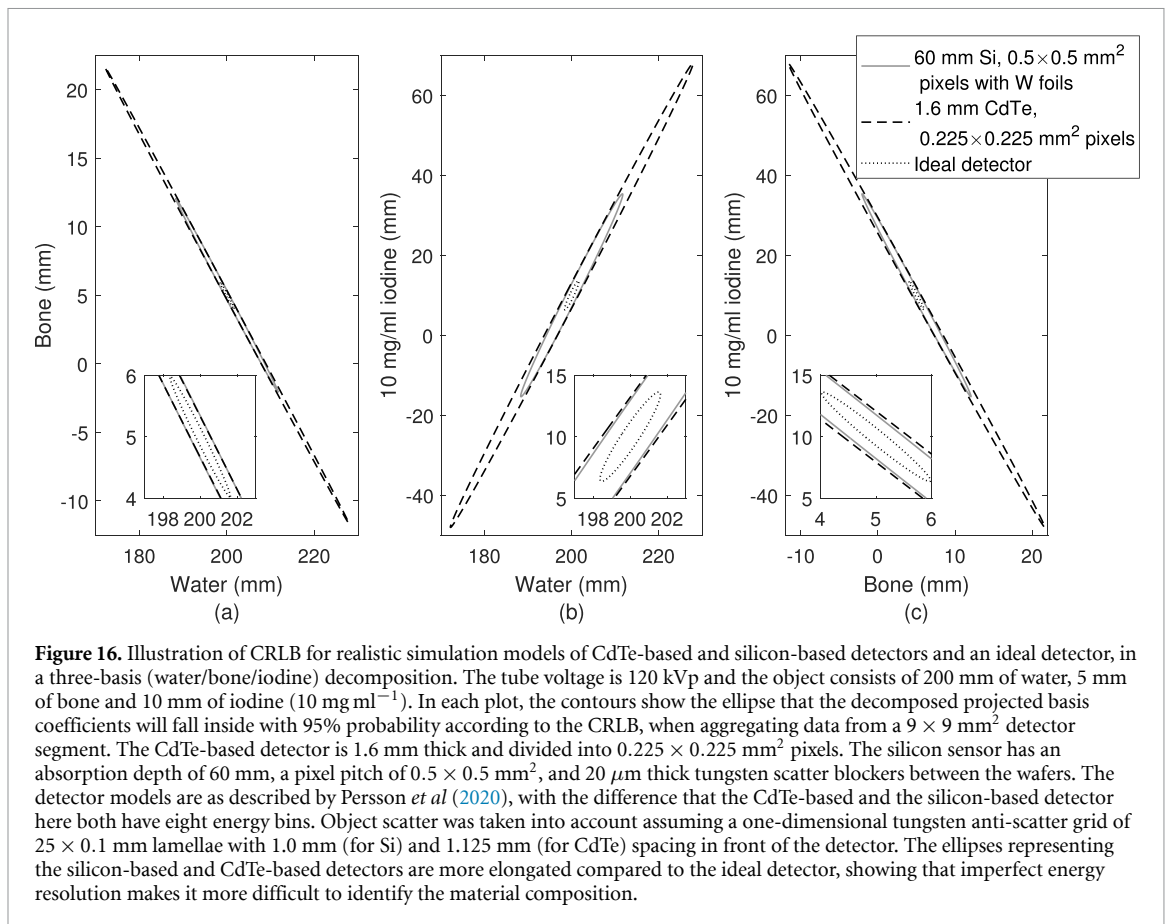 60 mm Si, 0.5×0.5 mm²
pixels with W foils
1.6 mm CdTe,
0.225×0.225 mm² pixels
Ideal detector
20
15
10
5
0
-5
-10
Bone (mm)
6
5
4
198 200 202
180 200 220
Water (mm)
(a)
60
40
20
0
-20
-40
10 mg/ml iodine (mm)
15
10
5
198 200 202
180 200 220
Water (mm)
(b)
60
40
20
0
-20
-40
10 mg/ml iodine (mm)
15
10
5
4 5 6
-10 0 10 20
Bone (mm)
(c)
Figure 16. Illustration of CRLB for realistic simulation models of CdTe-based and silicon-based detectors and an ideal detector, in
a three-basis (water/bone/iodine) decomposition. The tube voltage is 120 kVp and the object consists of 200 mm of water, 5 mm
of bone and 10 mm of iodine (10 mg ml⁻¹). In each plot, the contours show the ellipse that the decomposed projected basis
coefficients will fall inside with 95% probability according to the CRLB, when aggregating data from a 9 × 9 mm² detector
segment. The CdTe-based detector is 1.6 mm thick and divided into 0.225 × 0.225 mm² pixels. The silicon sensor has an
absorption depth of 60 mm, a pixel pitch of 0.5 × 0.5 mm², and 20 μm thick tungsten scatter blockers between the wafers. The
detector models are as described by Persson et al (2020), with the difference that the CdTe-based and the silicon-based detector
here both have eight energy bins. Object scatter was taken into account assuming a one-dimensional tungsten anti-scatter grid of
25 × 0.1 mm lamellae with 1.0 mm (for Si) and 1.125 mm (for CdTe) spacing in front of the detector. The ellipses representing
the silicon-based and CdTe-based detectors are more elongated compared to the ideal detector, showing that imperfect energy
resolution makes it more difficult to identify the material composition.